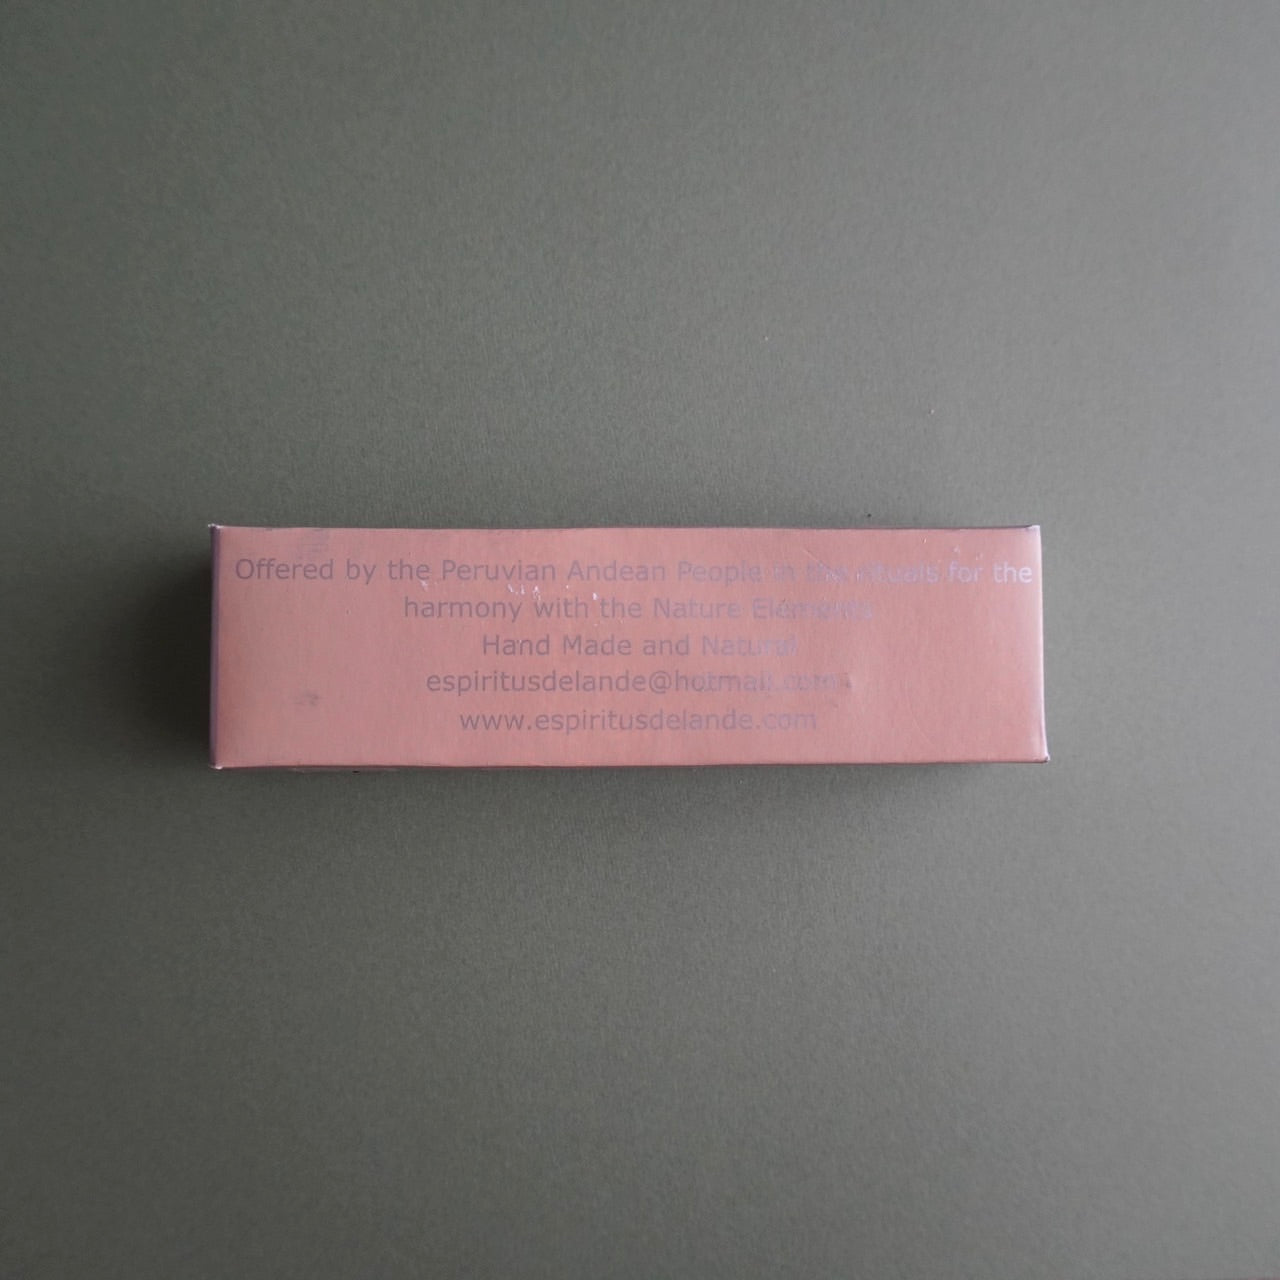 Offered by the Peruvian Andean People in the rituals for the
harmony with the Nature Elements
Hand Made and Natural
espiritusdelande@hotmail.com
www.espiritusdelande.com